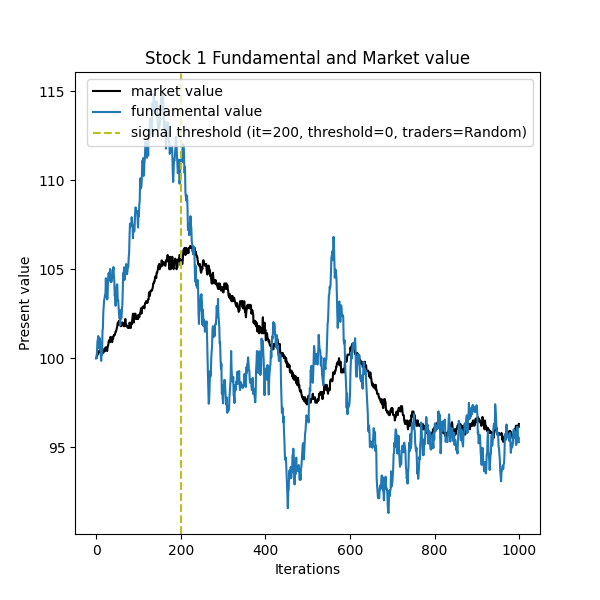 Stock 1 Fundamental and Market value
market value
fundamental value
signal threshold (it=200, threshold=0, traders=Random)
Present value
115
110
105
100
95
0 200 400 600 800 1000
Iterations